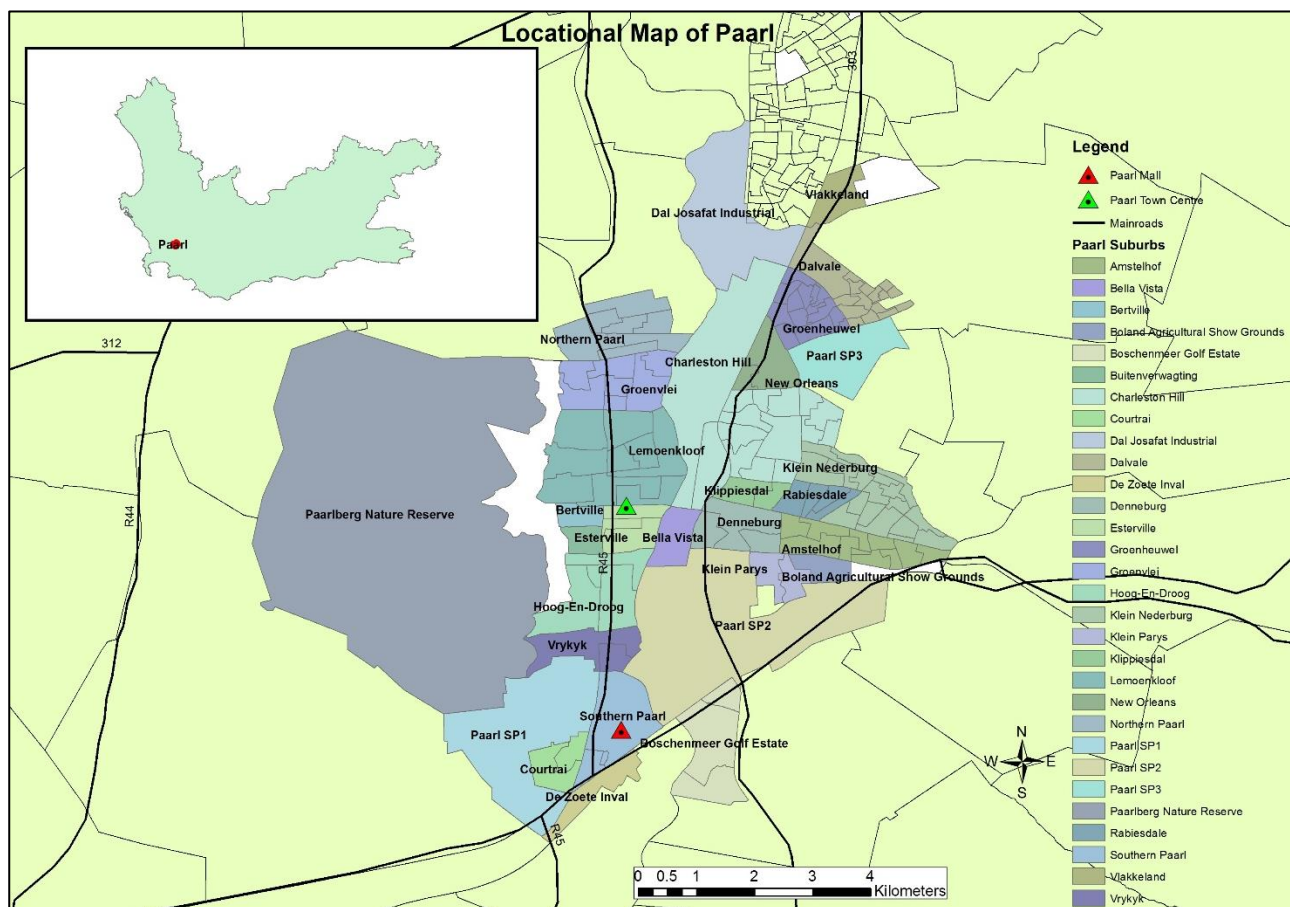 Locational Map of Paarl
Paarl
303
312
R44
R45
R45
Vlakkeland
Dal Josafat Industrial
Dalvale
Groenheuwel
Northern Paarl
Charleston Hill
Paarl SP3
Groenvlei
New Orleans
Lemoenkloof
Klein Nederburg
Klippiesdal
Rabiesdale
Paarlberg Nature Reserve
Bertville
Denneburg
Esterville
Bella Vista
Amstelhof
Klein Parys
Boland Agricultural Show Grounds
Hoog-En-Droog
Paarl SP2
Vrykyk
Southern Paarl
Paarl SP1
Boschenmeer Golf Estate
Courtrai
De Zoete Inval
Legend
Paarl Mall
Paarl Town Centre
Mainroads
Paarl Suburbs
Amstelhof
Bella Vista
Bertville
Boland Agricultural Show Grounds
Boschenmeer Golf Estate
Buitenverwagting
Charleston Hill
Courtrai
Dal Josafat Industrial
Dalvale
De Zoete Inval
Denneburg
Esterville
Groenheuwel
Groenvlei
Hoog-En-Droog
Klein Nederburg
Klein Parys
Klippiesdal
Lemoenkloof
New Orleans
Northern Paarl
Paarl SP1
Paarl SP2
Paarl SP3
Paarlberg Nature Reserve
Rabiesdale
Southern Paarl
Vlakkeland
Vrykyk
N
W E
S
0 0.5 1 2 3 4
Kilometers